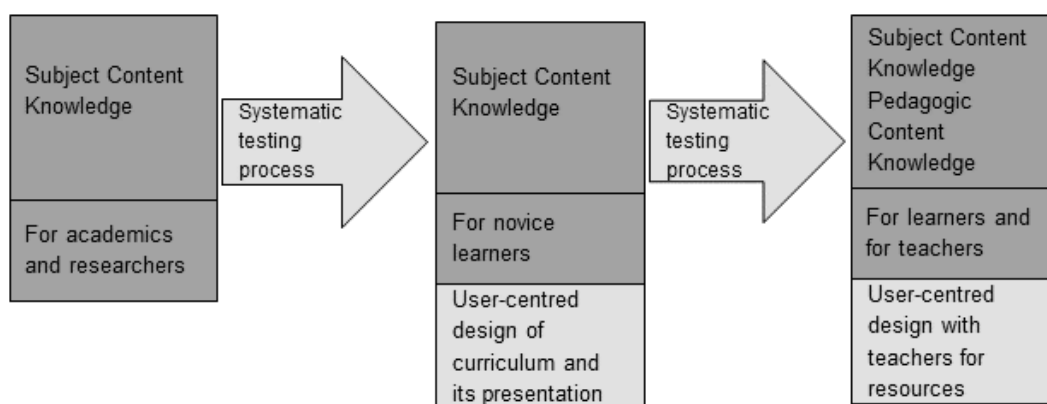 Subject Content
Knowledge
For academics
and researchers
Systematic
testing
process
Subject Content
Knowledge
For novice
learners
User-centred
design of
curriculum and
its presentation
Systematic
testing
process
Subject Content
Knowledge
Pedagogic
Content
Knowledge
For learners and
for teachers
User-centred
design with
teachers for
resources